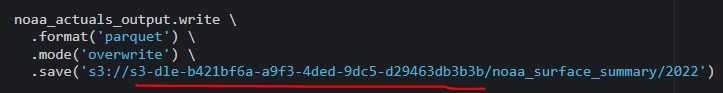 noaa_actuals_output.write \
.format('parquet') \
.mode('overwrite') \
.save('s3://s3-dle-b421bf6a-a9f3-4ded-9dc5-d29463db3b3b/noaa_surface_summary/2022')